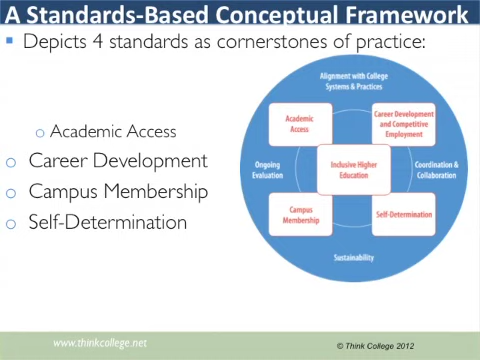 A Standards-Based Conceptual Framework
Depicts 4 standards as cornerstones of practice:
Academic Access
Career Development
Campus Membership
Self-Determination
Alignment with College
Systems & Practices
Academic
Access
Career Development
and Competitive
Employment
Ongoing
Evaluation
Inclusive Higher
Education
Coordination &
Collaboration
Campus
Membership
Self-Determination
Sustainability
www.thinkcollege.net
© Think College 2012